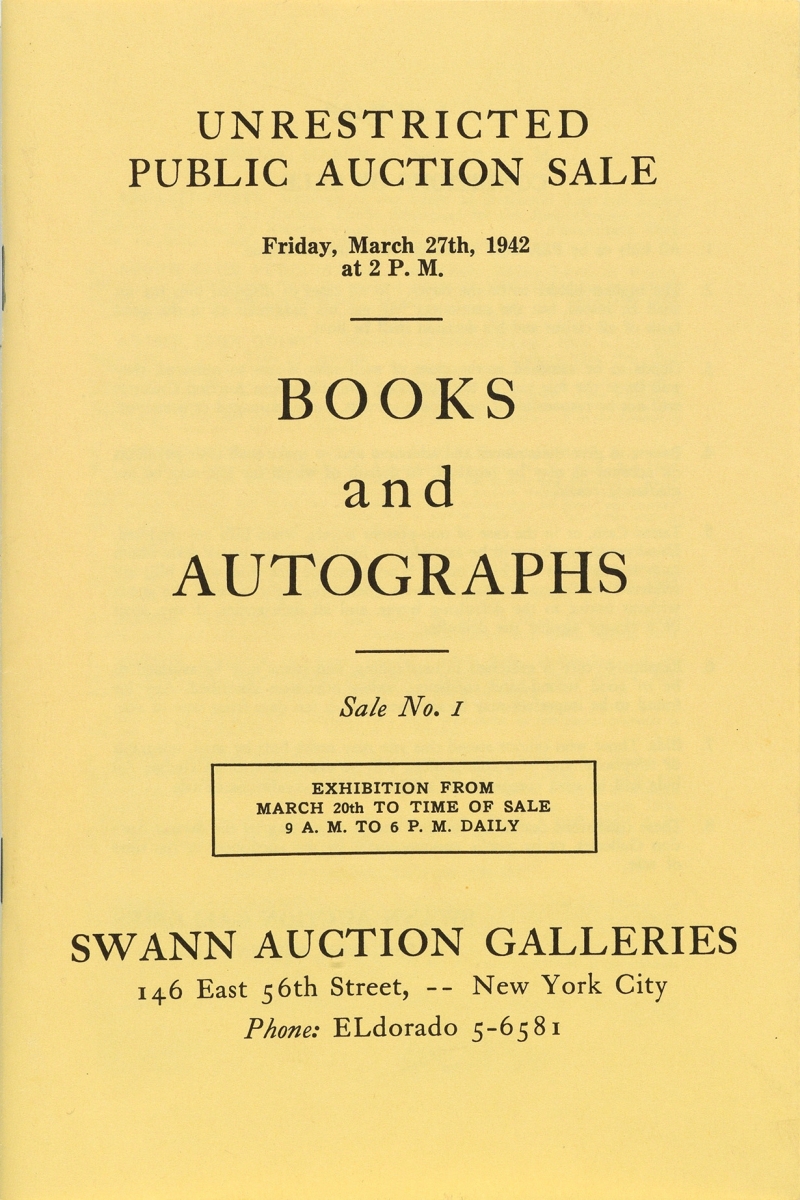 UNRESTRICTED
PUBLIC AUCTION SALE
Friday, March 27th, 1942
at 2 P. M.
BOOKS
and
AUTOGRAPHS
Sale No. 1
EXHIBITION FROM
MARCH 20th TO TIME OF SALE
9 A. M. TO 6 P. M. DAILY
SWANN AUCTION GALLERIES
146 East 56th Street, -- New York City
Phone: ELdorado 5-6581